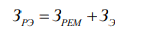 З_РЭ = З_РЕМ + З_Э